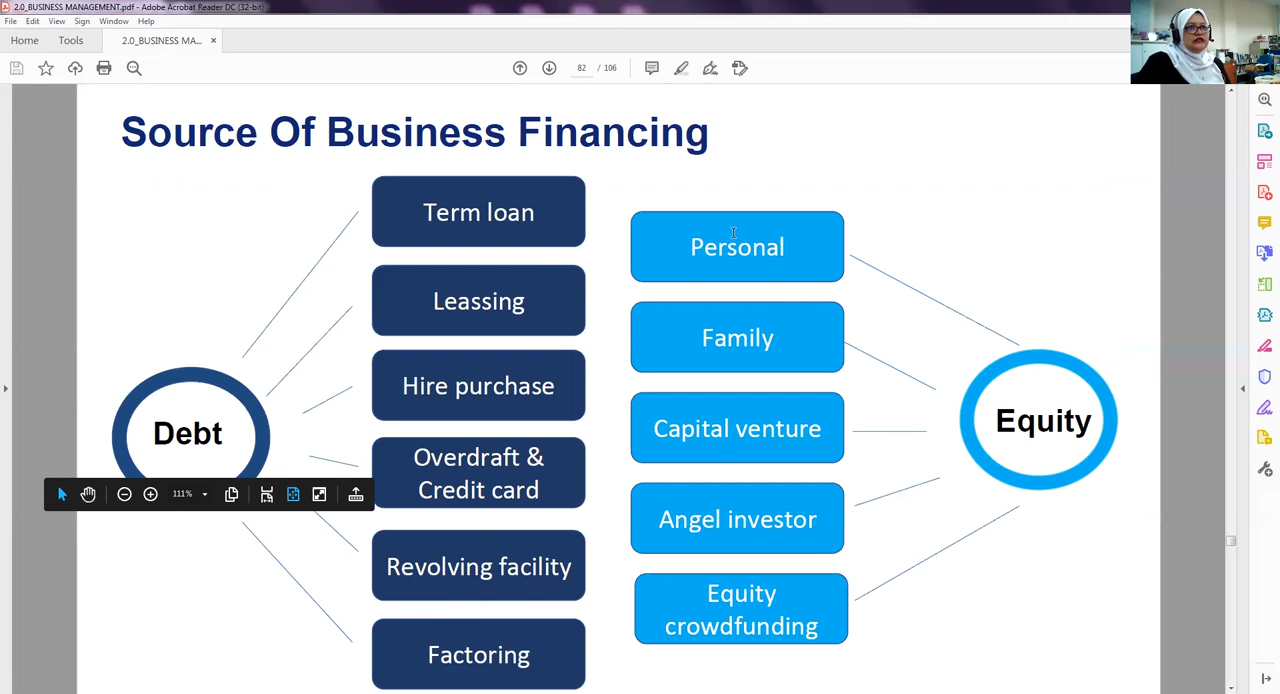 2.0_BUSINESS MANAGEMENT.pdf - Adobe Acrobat Reader DC (32-bit)
File Edit View Sign Window Help
Home Tools 2.0_BUSINESS MA... ×
82 / 106
Source Of Business Financing
Term loan
Leassing
Hire purchase
Overdraft &
Credit card
Revolving facility
Factoring
Debt
111%
Personal
Family
Capital venture
Angel investor
Equity
crowdfunding
Equity